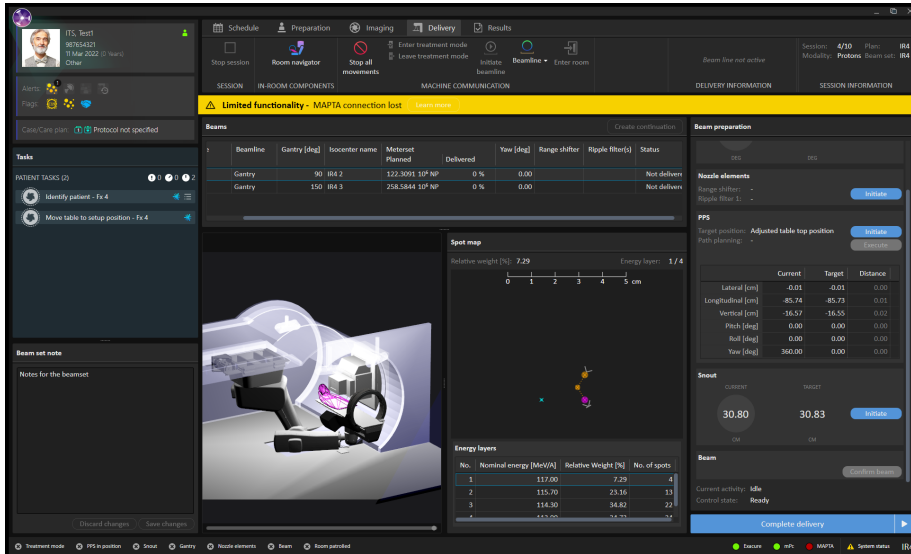 ITS, Test1
987654321
11 Mar 2022 (0 Years)
Other
Alerts:
Flags:
Case/Care plan: Protocol not specified
Schedule Preparation Imaging Delivery Results
Stop session
Room navigator
Stop all movements
Enter treatment mode
Leave treatment mode
Initiate beamline
Beamline
Enter room
Beam line not active
Session: 4/10 Plan: IR4
Modality: Protons Beam set: IR4
SESSION IN-ROOM COMPONENTS MACHINE COMMUNICATION DELIVERY INFORMATION SESSION INFORMATION
Limited functionality - MAPTA connection lost Learn more
Tasks
PATIENT TASKS (2) 0 0 2
Identify patient - Fx 4
Move table to setup position - Fx 4
Beam set note
Notes for the beamset
Discard changes Save changes
Beams Create continuation
Beamline Gantry [deg] Isocenter name Meterset Planned Delivered Yaw [deg] Range shifter Ripple filter(s) Status
Gantry 90 IR4 2 122.3091 10⁶ NP 0 % 0.00 Not delivere
Gantry 150 IR4 3 258.5844 10⁶ NP 0 % 0.00 Not delivere
Spot map
Relative weight [%]: 7.29 Energy layer: 1 / 4
0 1 2 3 4 5 cm
Energy layers
No. Nominal energy [MeV/A] Relative Weight [%] No. of spots
1 117.00 7.29 4
2 115.70 23.16 13
3 114.30 34.82 22
Beam preparation
DEG DEG
Nozzle elements
Range shifter: -
Ripple filter 1: -
Initiate
PPS
Target position: Adjusted table top position Initiate
Path planning: - Execute
Current Target Distance
Lateral [cm] -0.01 -0.01 0.00
Longitudinal [cm] -85.74 -85.73 0.01
Vertical [cm] -16.57 -16.55 0.02
Pitch [deg] 0.00 0.00 0.00
Roll [deg] 0.00 0.00 0.00
Yaw [deg] 360.00 0.00 0.00
Snout
CURRENT TARGET
30.80 30.83 Initiate
CM CM
Beam
Confirm beam
Current activity: Idle
Control state: Ready
Complete delivery
Treatment mode PPS in position Snout Gantry Nozzle elements Beam Room patrolled
Exacure mPc MAPTA System status IR4